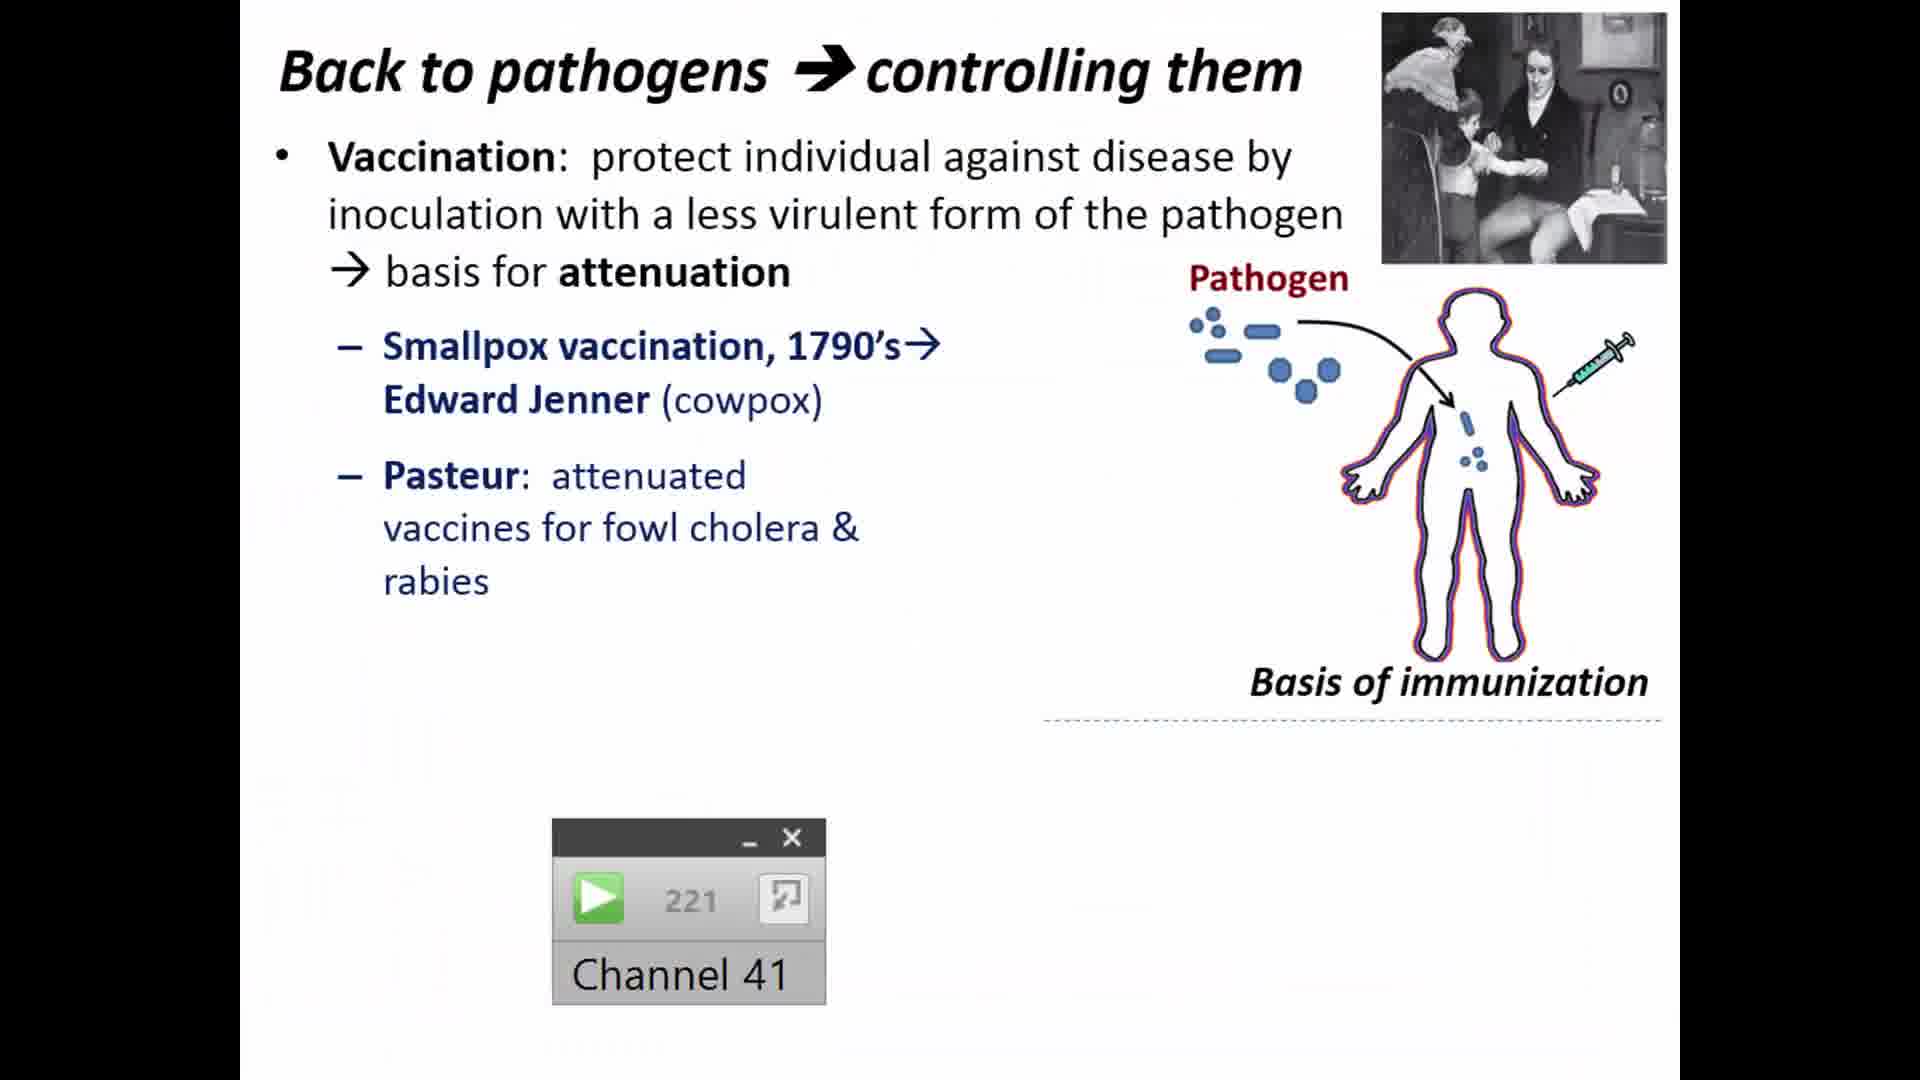 Back to pathogens ➔ controlling them
• Vaccination: protect individual against disease by
inoculation with a less virulent form of the pathogen
→ basis for attenuation
– Smallpox vaccination, 1790’s→
Edward Jenner (cowpox)
– Pasteur: attenuated
vaccines for fowl cholera &
rabies
Pathogen
Basis of immunization
221
Channel 41